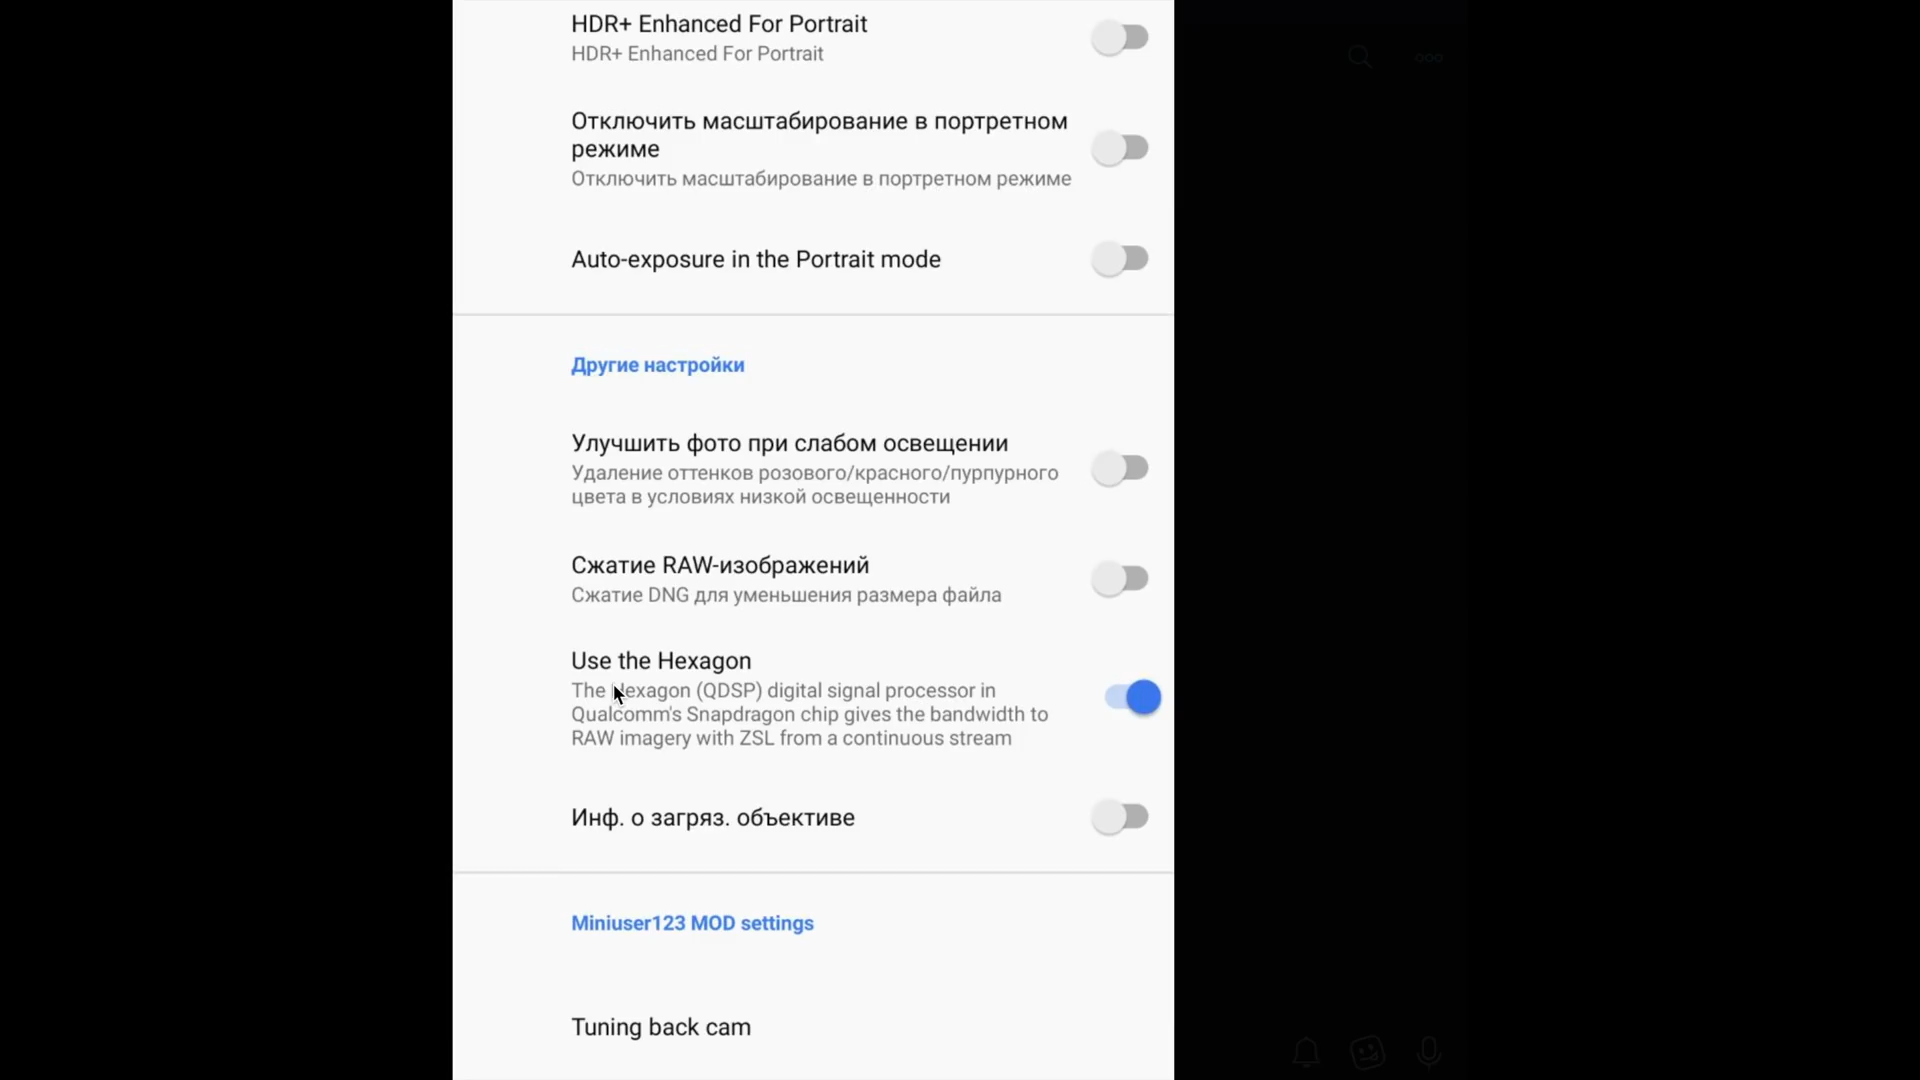 HDR+ Enhanced For Portrait
HDR+ Enhanced For Portrait
Отключить масштабирование в портретном
режиме
Отключить масштабирование в портретном режиме
Auto-exposure in the Portrait mode
Другие настройки
Улучшить фото при слабом освещении
Удаление оттенков розового/красного/пурпурного
цвета в условиях низкой освещенности
Сжатие RAW-изображений
Сжатие DNG для уменьшения размера файла
Use the Hexagon
The Hexagon (QDSP) digital signal processor in
Qualcomm's Snapdragon chip gives the bandwidth to
RAW imagery with ZSL from a continuous stream
Инф. о загряз. объективе
Miniuser123 MOD settings
Tuning back cam